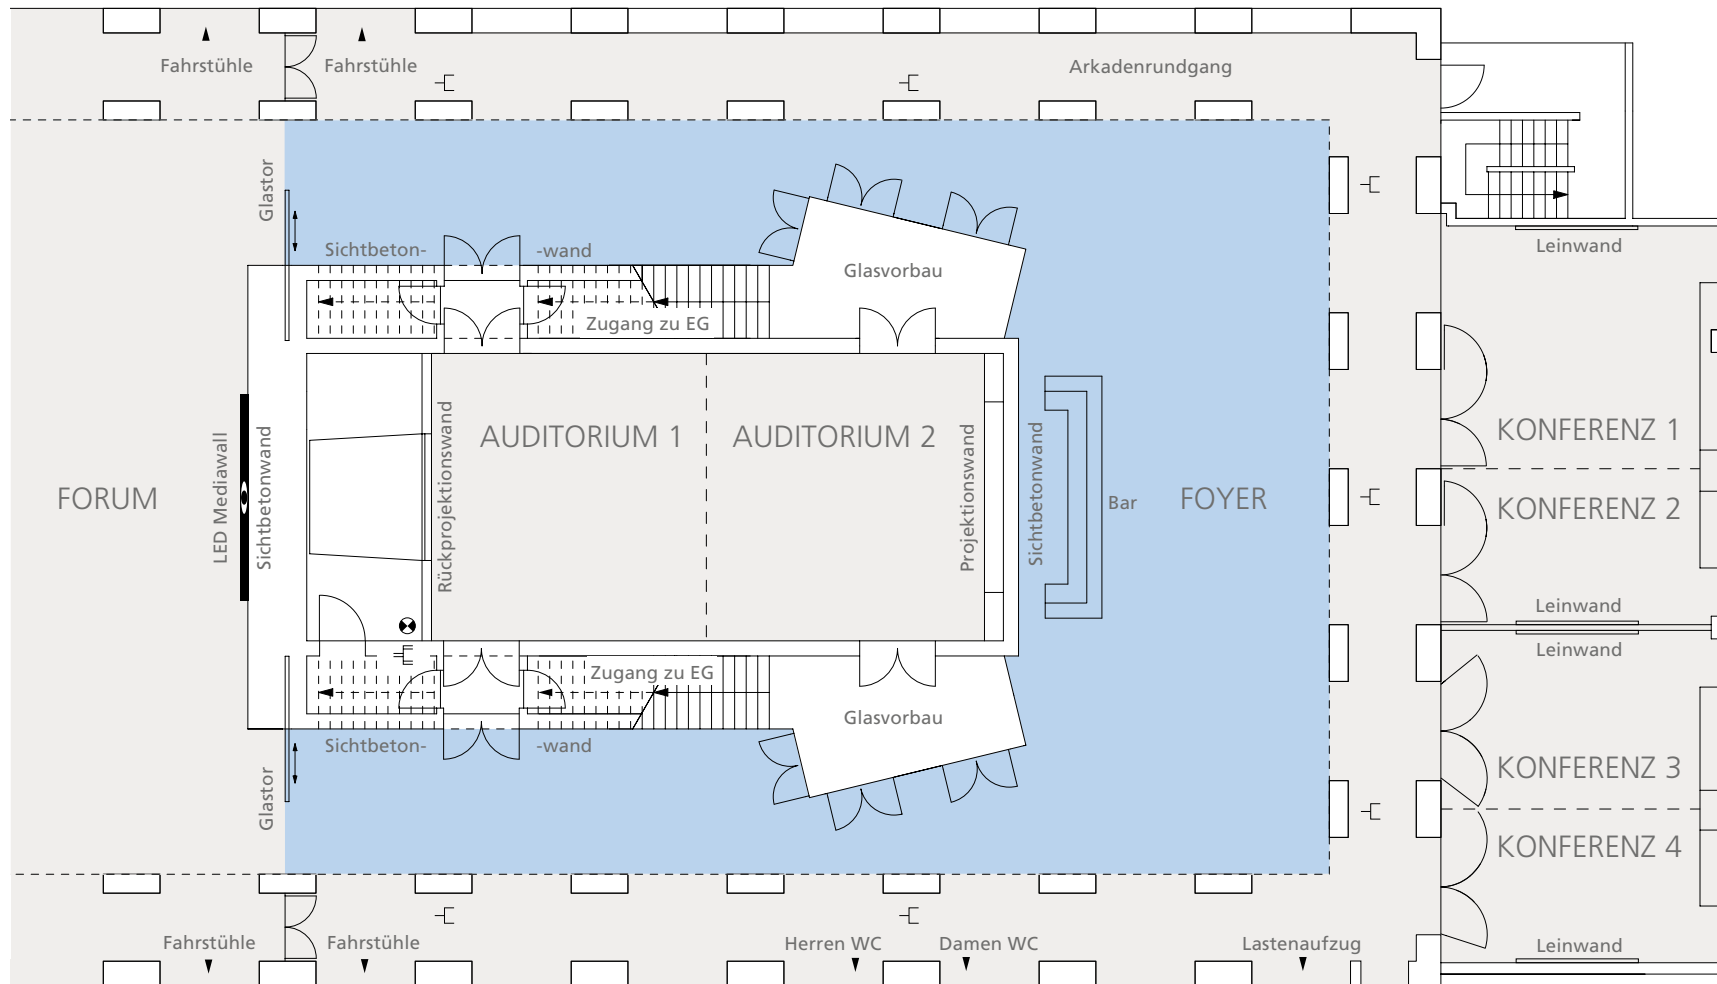 Fahrstühle
Fahrstühle
Arkadenrundgang
Glastor
Sichtbeton-
-wand
Glasvorbau
Leinwand
Zugang zu EG
LED Mediawall
Sichtbetonwand
Rückprojektionswand
AUDITORIUM 1
AUDITORIUM 2
Projektionswand
Sichtbetonwand
Bar
FORUM
FOYER
KONFERENZ 1
KONFERENZ 2
Leinwand
Leinwand
Zugang zu EG
Glasvorbau
Sichtbeton-
-wand
Glastor
KONFERENZ 3
KONFERENZ 4
Fahrstühle
Fahrstühle
Herren WC
Damen WC
Lastenaufzug
Leinwand